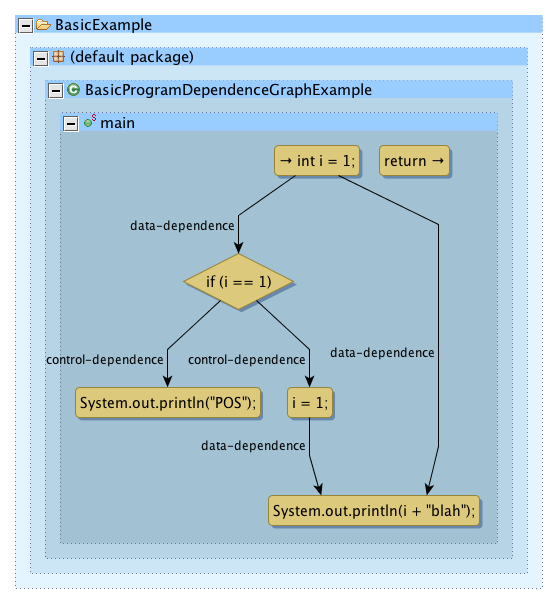 BasicExample
(default package)
BasicProgramDependenceGraphExample
main
→ int i = 1;
return →
data-dependence
if (i == 1)
data-dependence
control-dependence
control-dependence
System.out.println("POS");
i = 1;
data-dependence
System.out.println(i + "blah");